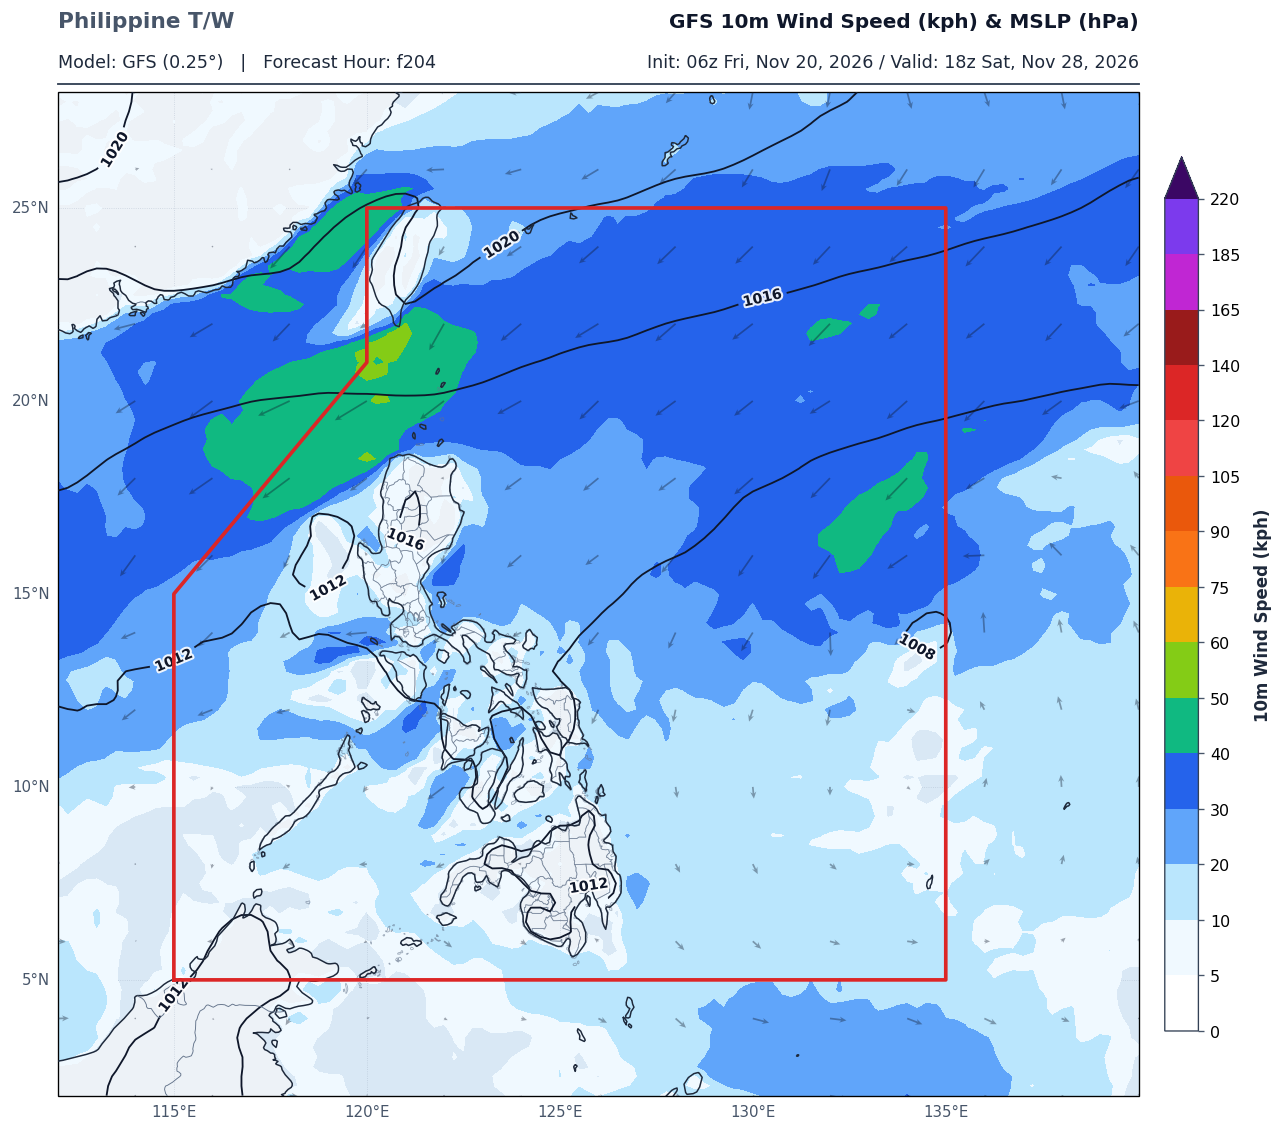 Philippine T/W
GFS 10m Wind Speed (kph) & MSLP (hPa)
Model: GFS (0.25°)   |   Forecast Hour: f204
Init: 06z Fri, Nov 20, 2026 / Valid: 18z Sat, Nov 28, 2026
1020
1020
1016
1016
1012
1012
1008
1012
1012
25°N
20°N
15°N
10°N
5°N
115°E
120°E
125°E
130°E
135°E
220
185
165
140
120
105
90
75
60
50
40
30
20
10
5
0
10m Wind Speed (kph)